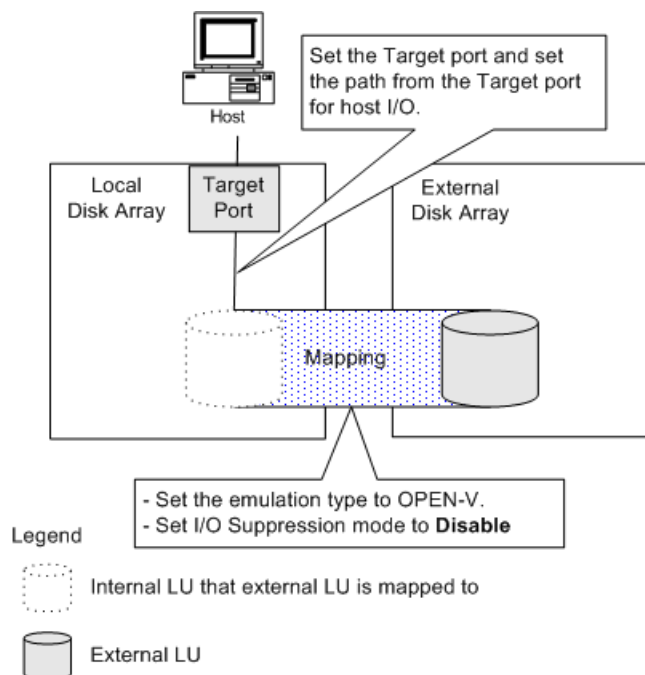 Host
Set the Target port and set
the path from the Target port
for host I/O.
Local
Disk Array
Target
Port
External
Disk Array
Mapping
- Set the emulation type to OPEN-V.
- Set I/O Suppression mode to Disable
Legend
Internal LU that external LU is mapped to
External LU